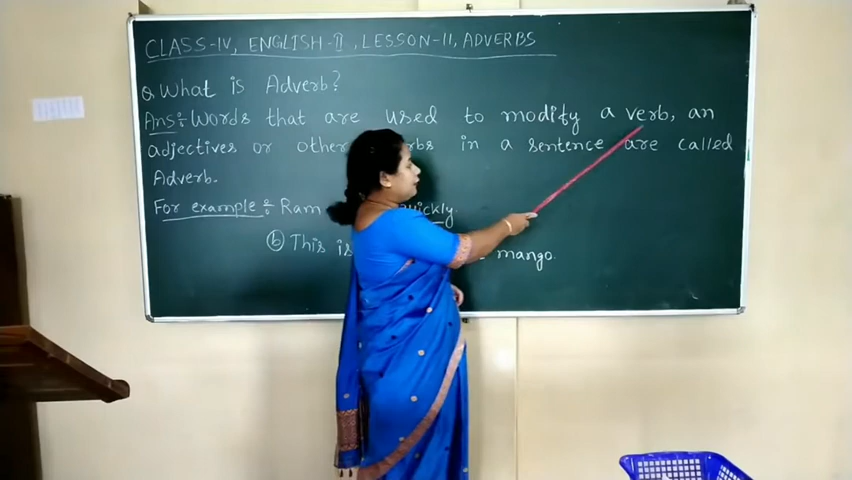 CLASS-IV, ENGLISH-II, LESSON-11, ADVERBS
Q What is Adverb?
Ans: Words that are used to modify a verb, an
adjectives or other rbs in a sentence are called
Adverb.
For example: Ram quickly.
(b) This is mango.